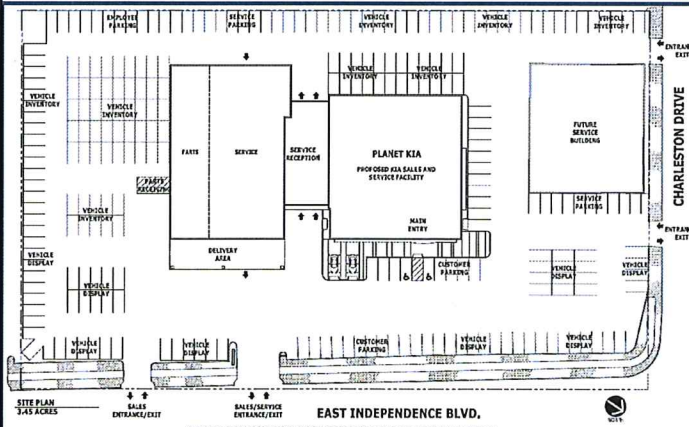 EMPLOYEE
PARKING
SERVICE
PARKING
VEHICLE
INVENTORY
VEHICLE
INVENTORY
VEHICLE
INVENTORY
ENTRANCE
EXIT
VEHICLE
INVENTORY
VEHICLE
INVENTORY
VEHICLE
INVENTORY
VEHICLE
INVENTORY
PARTS
SERVICE
SERVICE
RECEPTION
PLANET KIA
PROPOSED KIA SALES AND
SERVICE FACILITY
MAIN
ENTRY
FUTURE
SERVICE
BUILDING
CHARLESTON DRIVE
PARTS
SERVICE
PARKING
VEHICLE
INVENTORY
ENTRANCE
EXIT
DELIVERY
AREA
VEHICLE
DISPLAY
CUSTOMER
PARKING
VEHICLE
DISPLAY
VEHICLE
DISPLAY
VEHICLE
DISPLAY
VEHICLE
DISPLAY
VEHICLE
DISPLAY
CUSTOMER
PARKING
VEHICLE
DISPLAY
VEHICLE
DISPLAY
SITE PLAN
3.45 ACRES
SALES
ENTRANCE/EXIT
SALES/SERVICE
ENTRANCE/EXIT
EAST INDEPENDENCE BLVD.